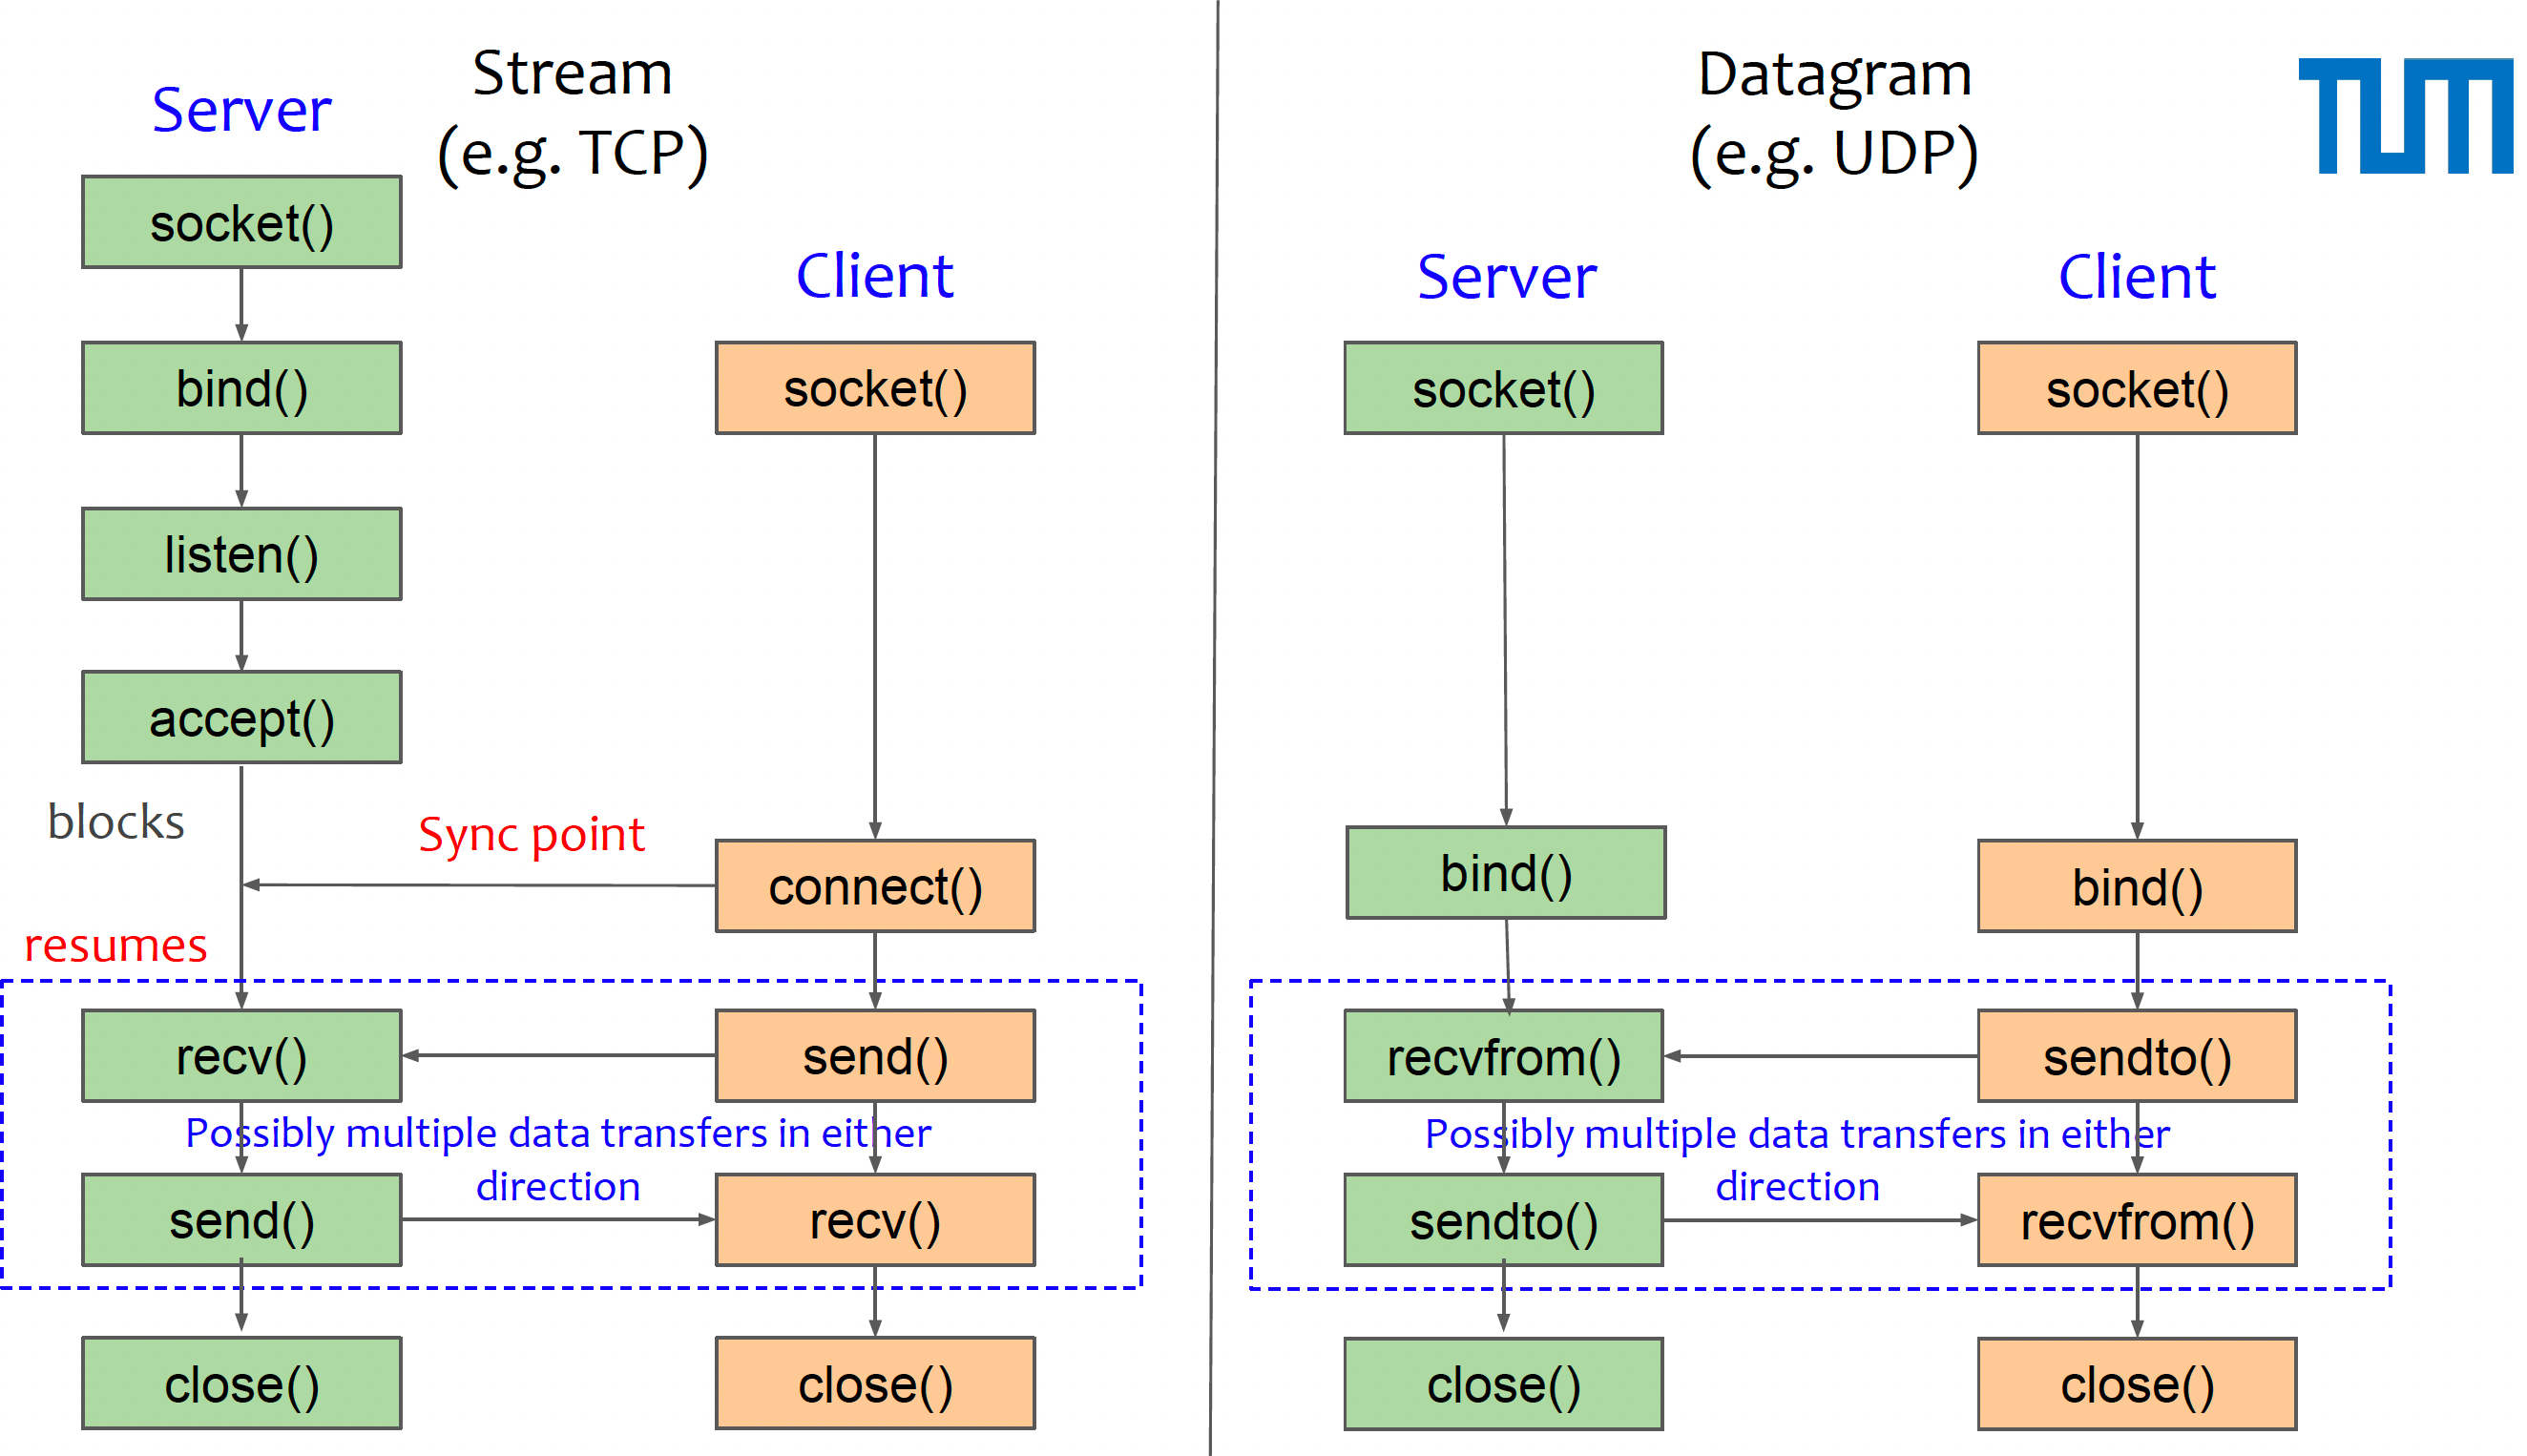 Stream
(e.g. TCP)
Server
socket()
bind()
listen()
accept()
blocks
resumes
recv()
send()
close()
Sync point
Client
socket()
connect()
send()
recv()
close()
Possibly multiple data transfers in either
direction
Datagram
(e.g. UDP)
TUM
Server
socket()
bind()
recvfrom()
sendto()
close()
Client
socket()
bind()
sendto()
recvfrom()
close()
Possibly multiple data transfers in either
direction